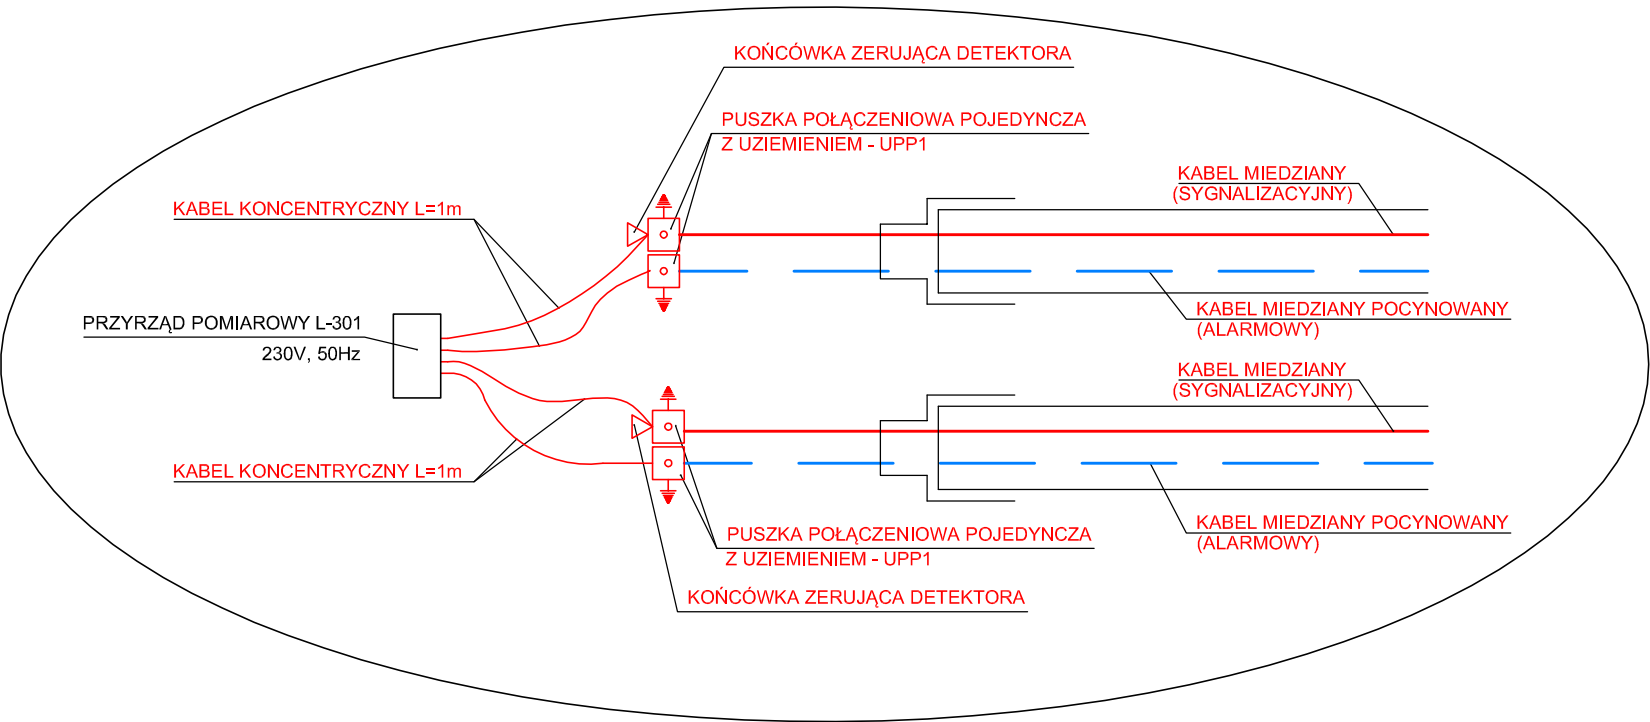 KOŃCÓWKA ZERUJĄCA DETEKTORA
PUSZKA POŁĄCZENIOWA POJEDYNCZA
Z UZIEMIENIEM - UPP1
KABEL MIEDZIANY
(SYGNALIZACYJNY)
KABEL KONCENTRYCZNY L=1m
KABEL MIEDZIANY POCYNOWANY
(ALARMOWY)
PRZYRZĄD POMIAROWY L-301
230V, 50Hz
KABEL MIEDZIANY
(SYGNALIZACYJNY)
KABEL KONCENTRYCZNY L=1m
KABEL MIEDZIANY POCYNOWANY
(ALARMOWY)
PUSZKA POŁĄCZENIOWA POJEDYNCZA
Z UZIEMIENIEM - UPP1
KOŃCÓWKA ZERUJĄCA DETEKTORA